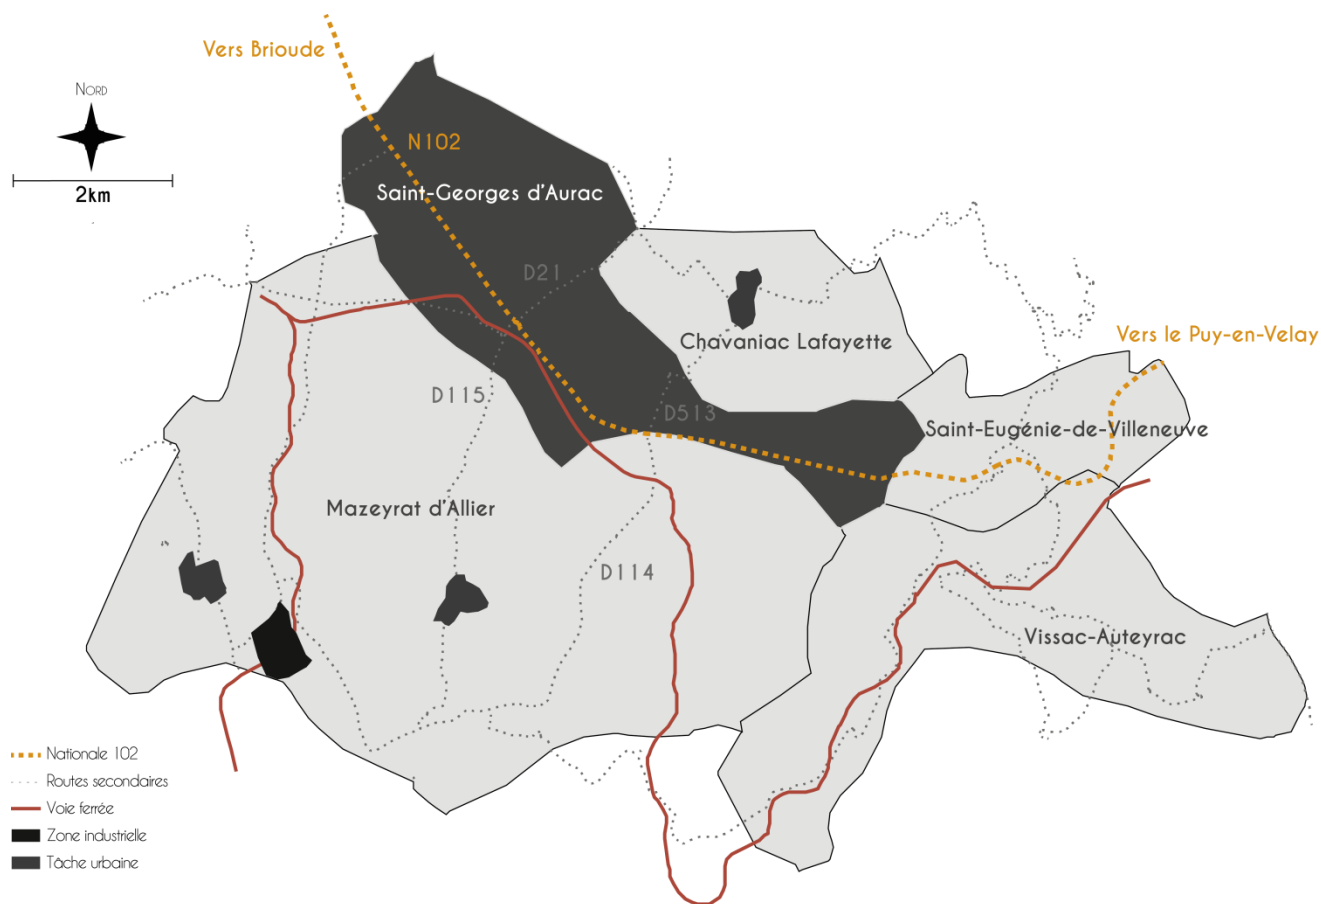 Vers Brioude
NORD
N102
2km
Saint-Georges d'Aurac
D21
Chavaniac Lafayette
Vers le Puy-en-Velay
D115
D513
Saint-Eugénie-de-Villeneuve
Mazeyrat d'Allier
D114
Vissac-Auteyrac
Nationale 102
Routes secondaires
Voie ferrée
Zone industrielle
Tâche urbaine